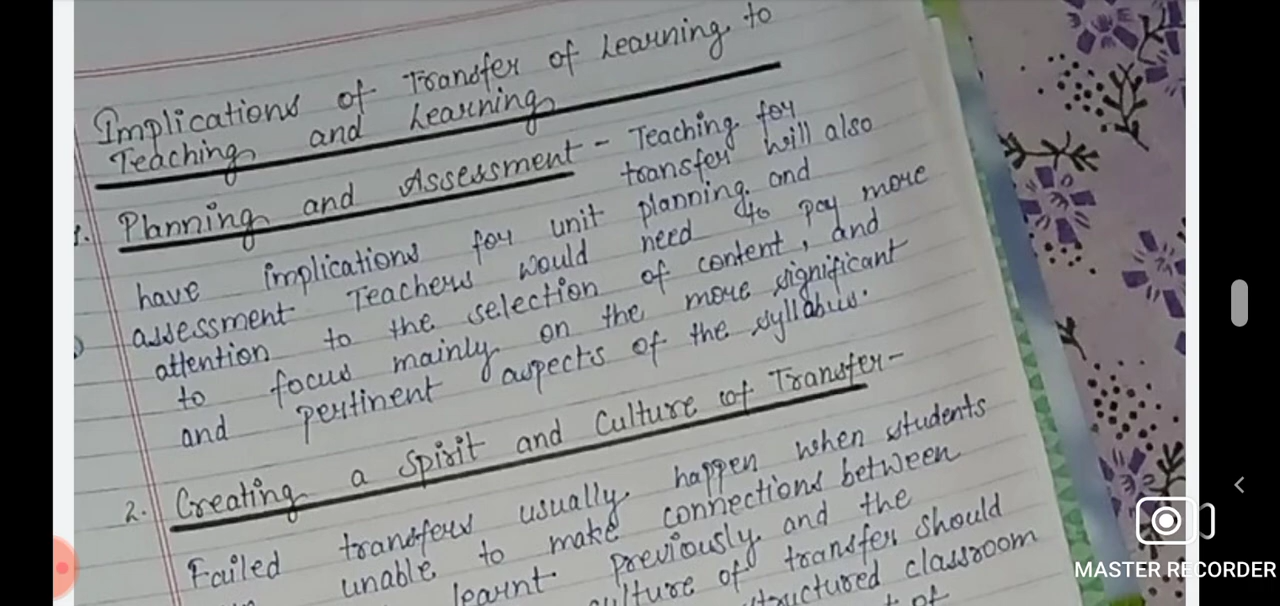 Implications of Transfer of Learning to
Teaching and Learning
1. Planning and Assessment - Teaching for
transfer will also
have implications for unit planning and
assessment. Teachers would need to pay more
attention to the selection of content, and
to focus mainly on the more significant
and pertinent aspects of the syllabus.
2. Creating a Spirit and Culture of Transfer-
Failed transfers usually happen when students
unable to make connections between
learnt previously and the
culture of transfer should
structured classroom
of
MASTER RECORDER